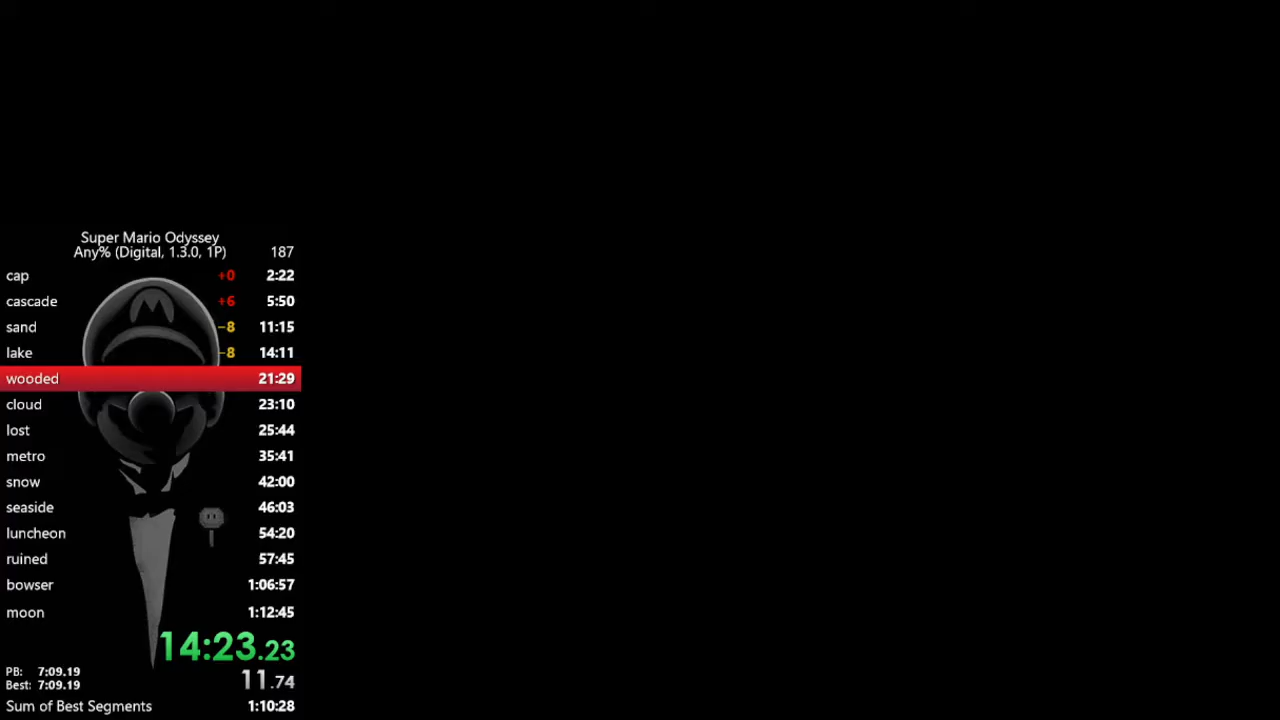 Super Mario Odyssey
Any% (Digital, 1.3.0, 1P) 187
cap +0 2:22
cascade +6 5:50
sand −8 11:15
lake −8 14:11
wooded 21:29
cloud 23:10
lost 25:44
metro 35:41
snow 42:00
seaside 46:03
luncheon 54:20
ruined 57:45
bowser 1:06:57
moon 1:12:45
14:23.23
PB: 7:09.19
Best: 7:09.19
11.74
Sum of Best Segments 1:10:28